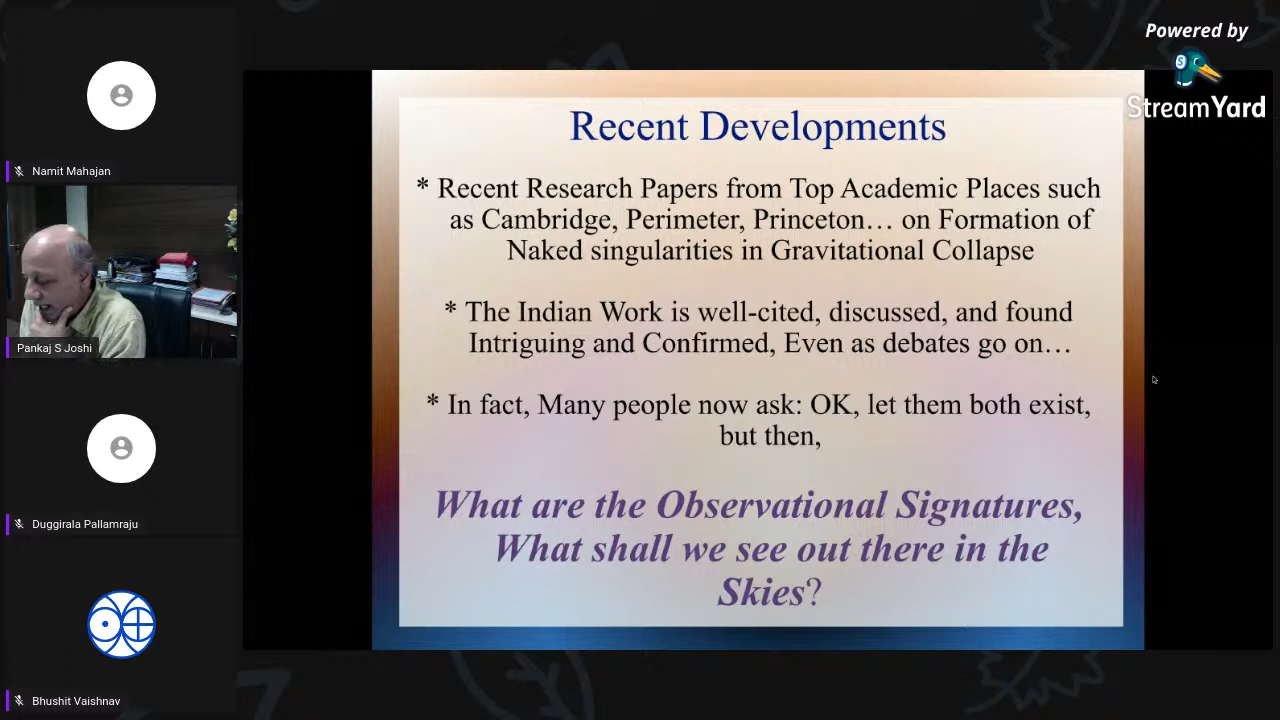 Powered by
StreamYard
Namit Mahajan
Pankaj S Joshi
Duggirala Pallamraju
Bhushit Vaishnav
Recent Developments
* Recent Research Papers from Top Academic Places such
as Cambridge, Perimeter, Princeton… on Formation of
Naked singularities in Gravitational Collapse
* The Indian Work is well-cited, discussed, and found
Intriguing and Confirmed, Even as debates go on…
* In fact, Many people now ask: OK, let them both exist,
but then,
What are the Observational Signatures,
What shall we see out there in the
Skies?